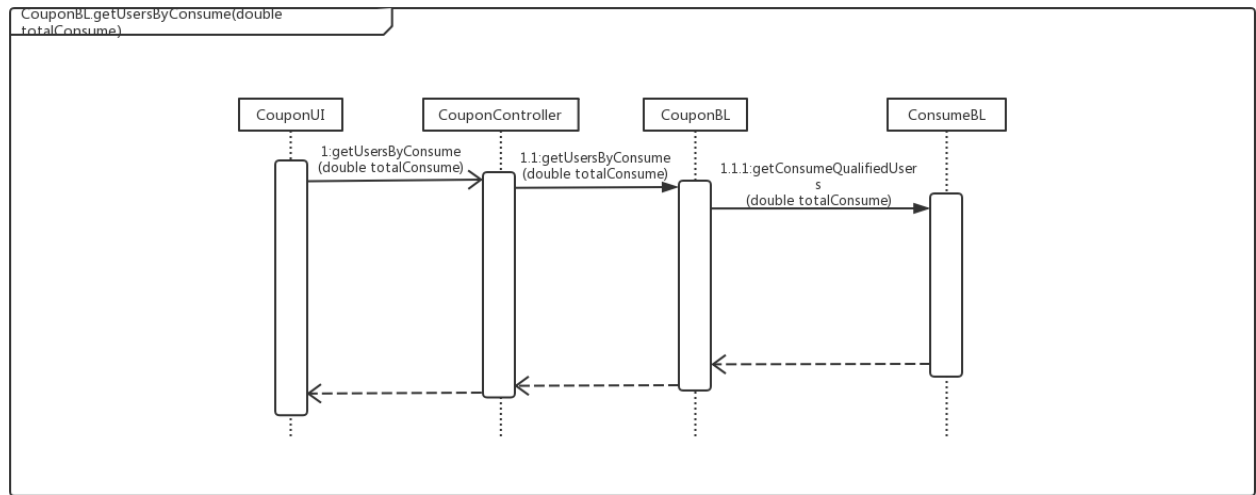 CouponBL.getUsersByConsume(double
totalConsume)
CouponUI
CouponController
CouponBL
ConsumeBL
1:getUsersByConsume
(double totalConsume)
1.1:getUsersByConsume
(double totalConsume)
1.1.1:getConsumeQualifiedUser
s
(double totalConsume)